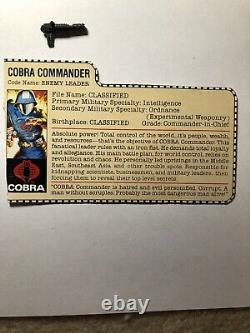 COBRA COMMANDER
Code Name: ENEMY LEADER
File Name: CLASSIFIED
Primary Military Specialty: Intelligence
Secondary Military Specialty: Ordnance
(Experimental Weaponry)
Birthplace: CLASSIFIED Grade: Commander-in-Chief
Absolute power! Total control of the world...it's people, wealth,
and resources—that's the objective of COBRA Commander. This
fanatical leader rules with an iron fist. He demands total loyalty
and allegiance. His main battle plan, for world control, relies on
revolution and chaos. He personally led uprisings in the Middle
East, Southeast Asia and other trouble spots. Responsible for
kidnapping scientists, businessmen, and military leaders, then
forcing them to reveal their top level secrets.
"COBRA Commander is hatred and evil personified. Corrupt. A
man without scruples. Probably the most dangerous man alive!"
COBRA